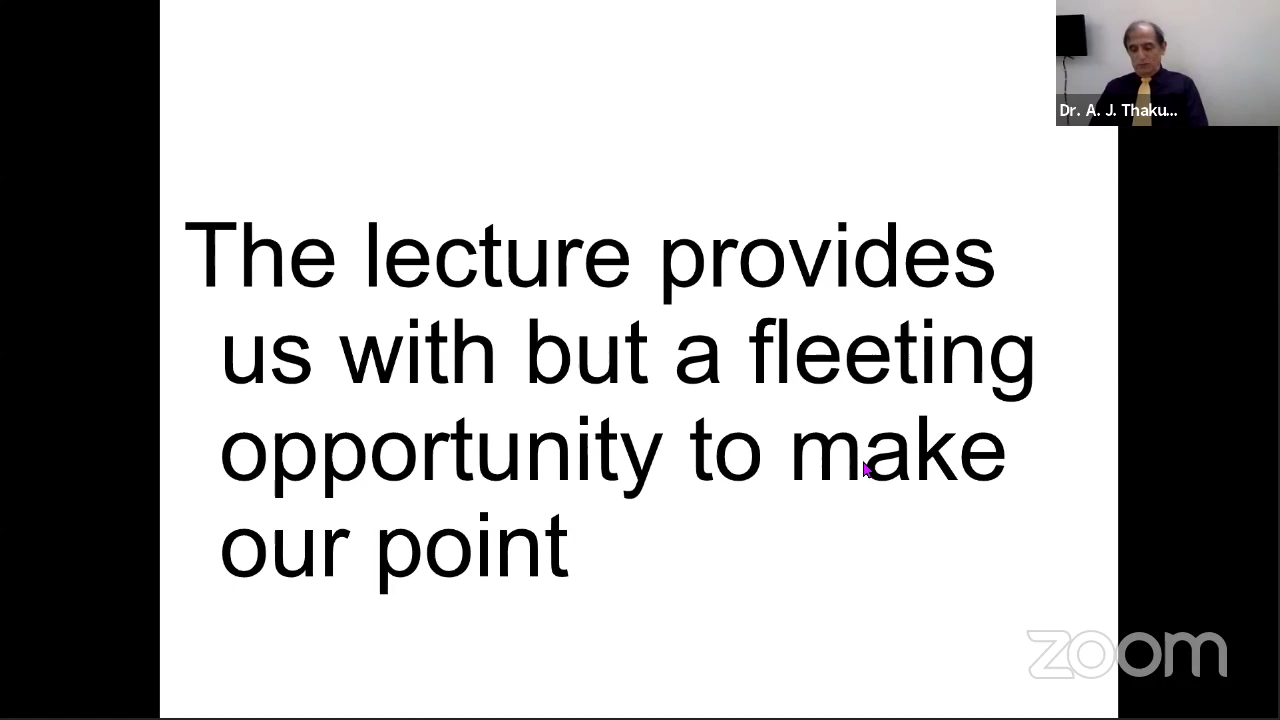 Dr. A. J. Thaku...
The lecture provides
us with but a fleeting
opportunity to make
our point
zoom